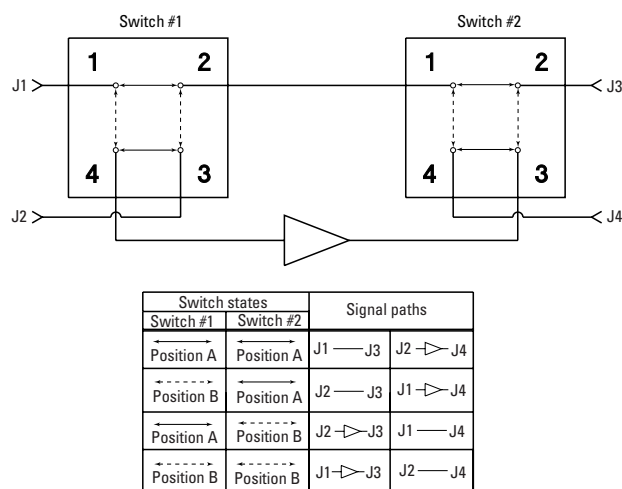 Switch #1 Switch #2
1 2 1 2
J1 J3
4 3 4 3
J2 J4
Switch states Signal paths
Switch #1 Switch #2
Position A Position A J1 J3 J2 J4
Position B Position A J2 J3 J1 J4
Position A Position B J2 J3 J1 J4
Position B Position B J1 J3 J2 J4